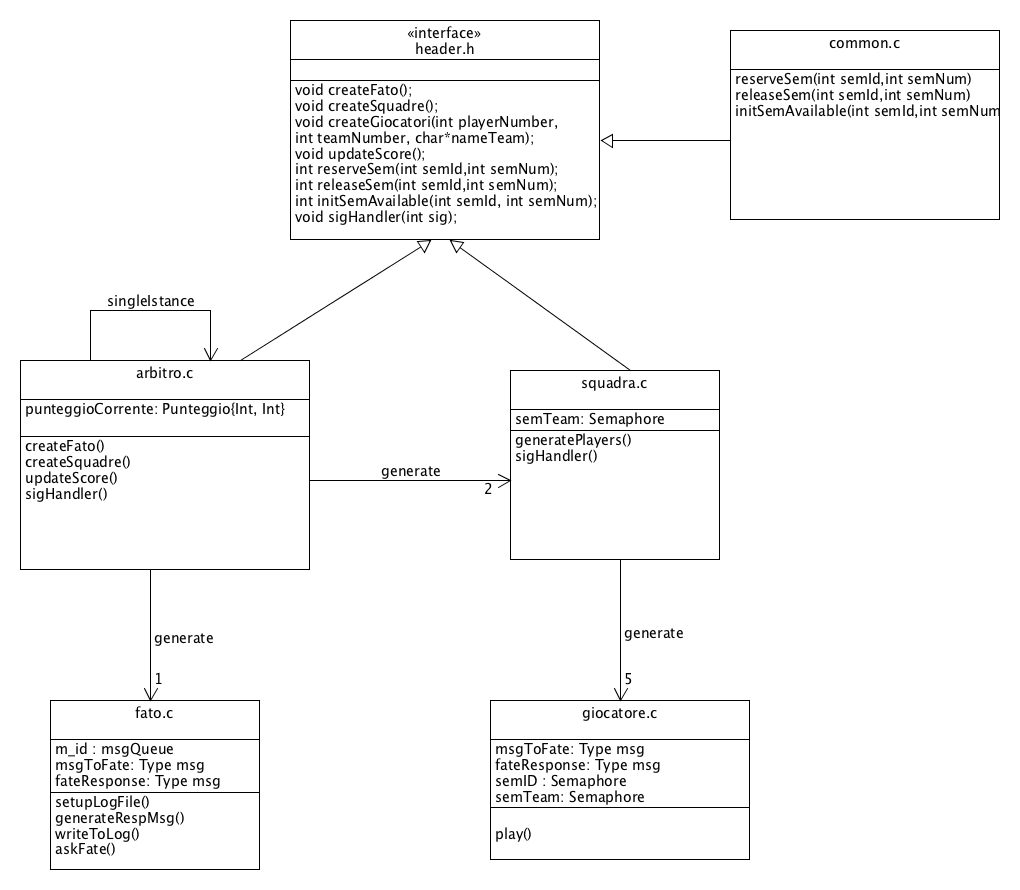 «interface»
header.h
void createFato();
void createSquadre();
void createGiocatori(int playerNumber,
int teamNumber, char*nameTeam);
void updateScore();
int reserveSem(int semId,int semNum);
int releaseSem(int semId,int semNum);
int initSemAvailable(int semId, int semNum);
void sigHandler(int sig);
common.c
reserveSem(int semId,int semNum)
releaseSem(int semId,int semNum)
initSemAvailable(int semId,int semNum
singleIstance
arbitro.c
punteggioCorrente: Punteggio{Int, Int}
createFato()
createSquadre()
updateScore()
sigHandler()
generate
2
squadra.c
semTeam: Semaphore
generatePlayers()
sigHandler()
generate
1
generate
5
fato.c
m_id : msgQueue
msgToFate: Type msg
fateResponse: Type msg
setupLogFile()
generateRespMsg()
writeToLog()
askFate()
giocatore.c
msgToFate: Type msg
fateResponse: Type msg
semID : Semaphore
semTeam: Semaphore
play()